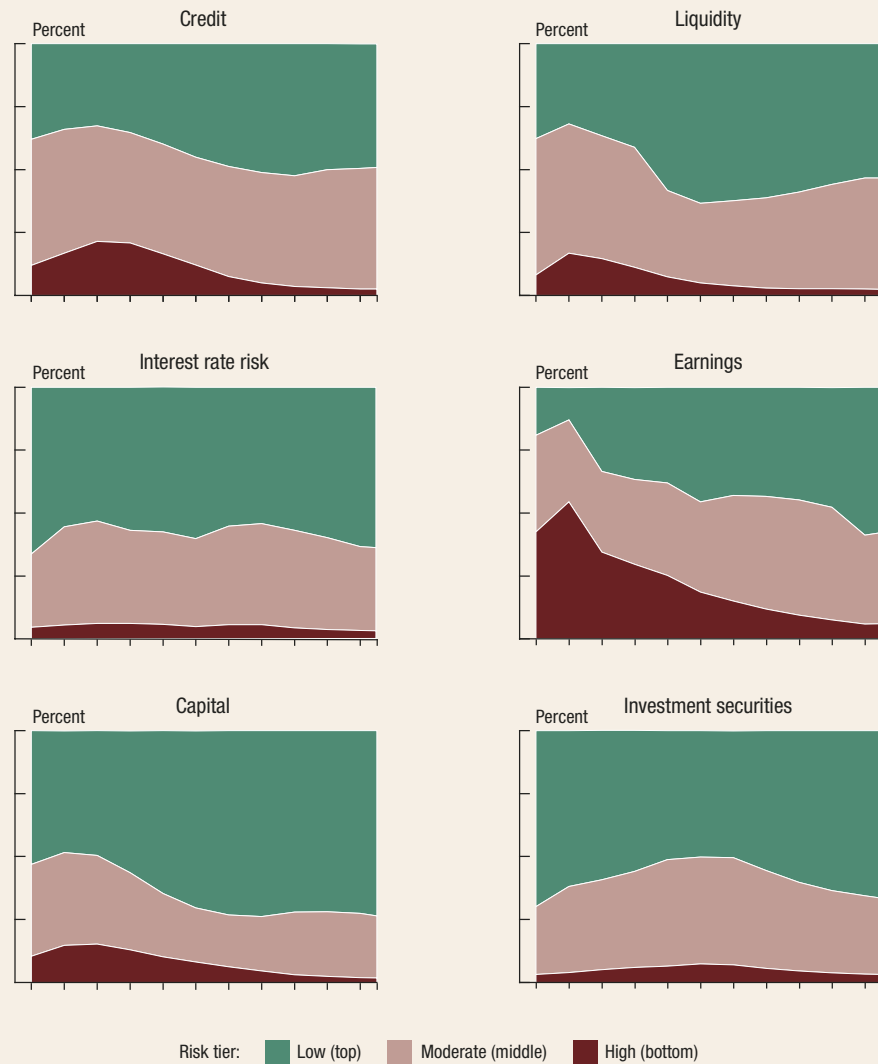 Credit
Percent
Liquidity
Percent
Interest rate risk
Percent
Earnings
Percent
Capital
Percent
Investment securities
Percent
Risk tier: Low (top) Moderate (middle) High (bottom)